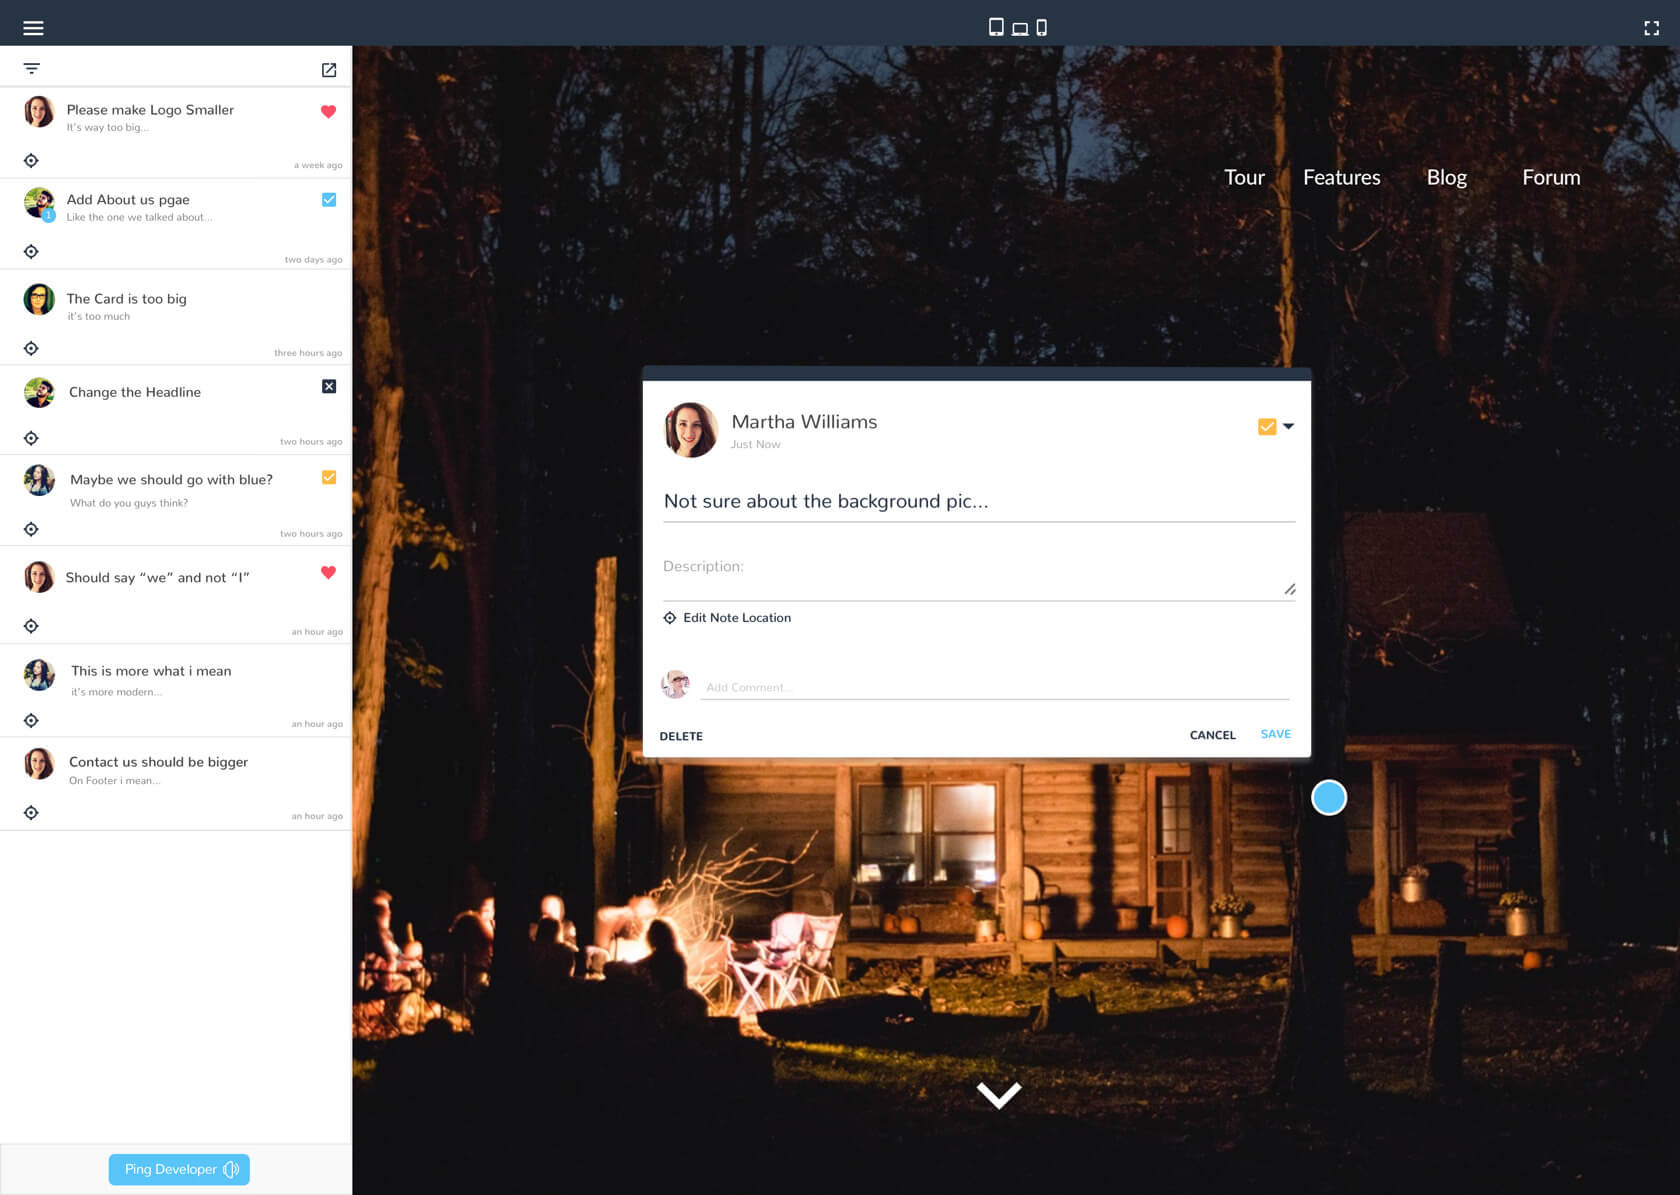 Please make Logo Smaller
It's way too big...
a week ago
Add About us pgae
1
Like the one we talked about...
two days ago
The Card is too big
it's too much
three hours ago
Change the Headline
two hours ago
Maybe we should go with blue?
What do you guys think?
two hours ago
Should say “we” and not “I”
an hour ago
This is more what i mean
it's more modern...
an hour ago
Contact us should be bigger
On Footer i mean...
an hour ago
Ping Developer
Tour Features Blog Forum
Martha Williams
Just Now
Not sure about the background pic...
Description:
Edit Note Location
Add Comment...
DELETE CANCEL SAVE